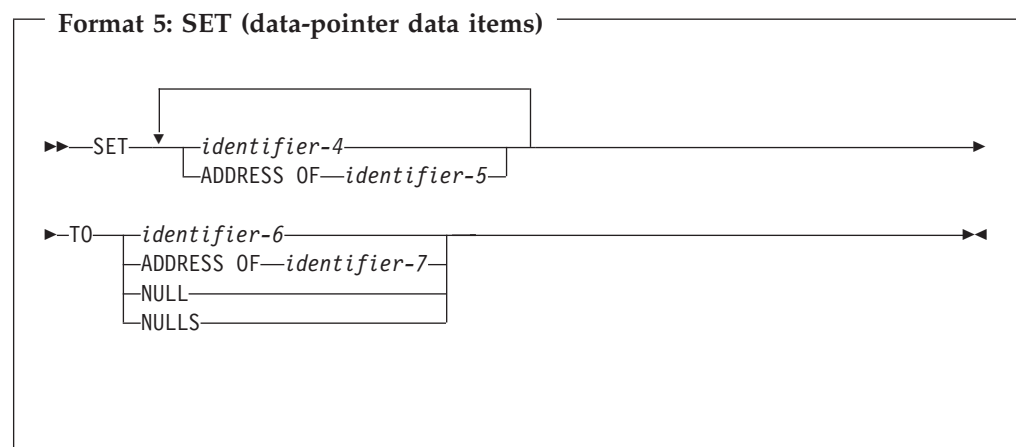 Format 5: SET (data-pointer data items)
SET identifier-4
ADDRESS OF identifier-5
TO identifier-6
ADDRESS OF identifier-7
NULL
NULLS